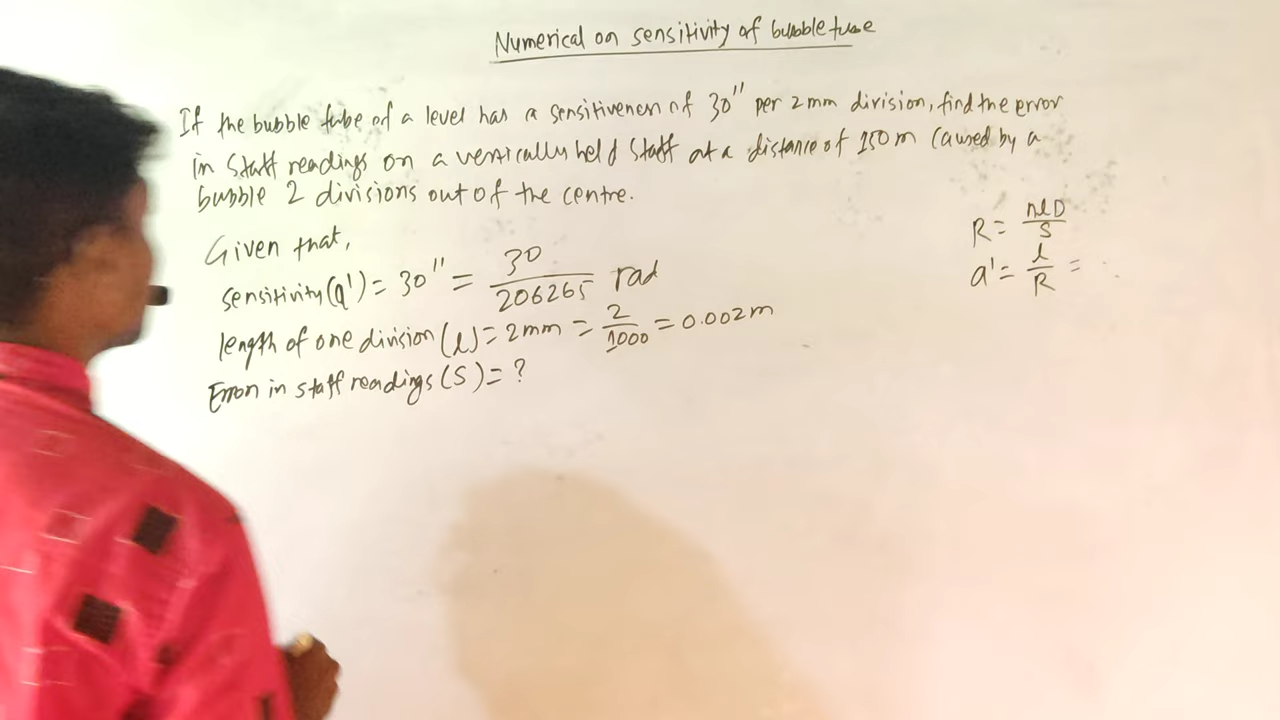 Numerical on sensitivity of bubble tube
If the bubble tube of a level has a sensitiveness of 30" per 2mm division, find the error
in staff readings on a vertically held staff at a distance of 150 m caused by a
bubble 2 divisions out of the centre.
Given that,
sensitivity (α') = 30" = 30/206265 rad
length of one division (l) = 2mm = 2/1000 = 0.002m
Error in staff readings (S) = ?
R = nlD/S
α' = l/R =